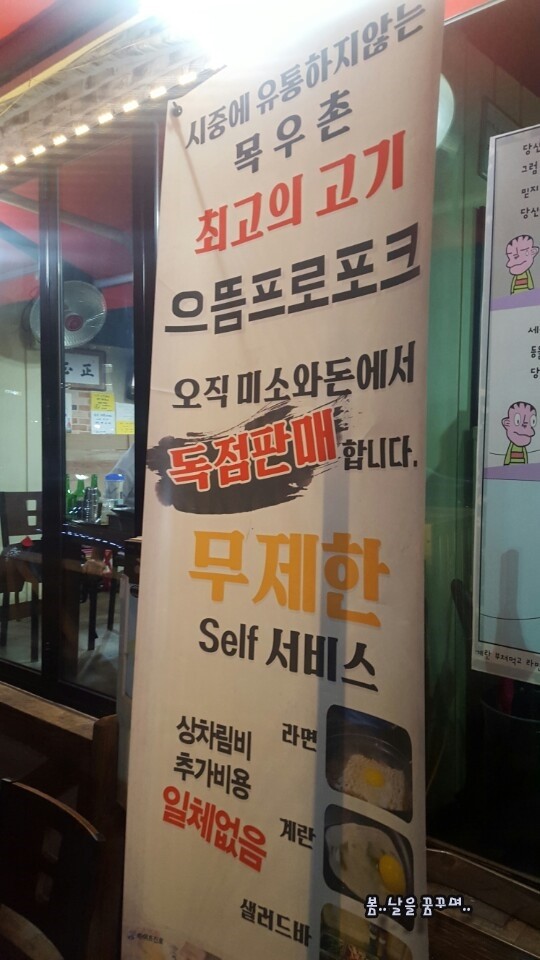 시중에 유통하지않는
목우촌
최고의 고기
으뜸프로포크
오직 미소와돈에서
독점판매 합니다.
무제한
Self 서비스
상차림비
추가비용
일체없음
라면
계란
샐러드바
봄..날을 꿈꾸며..